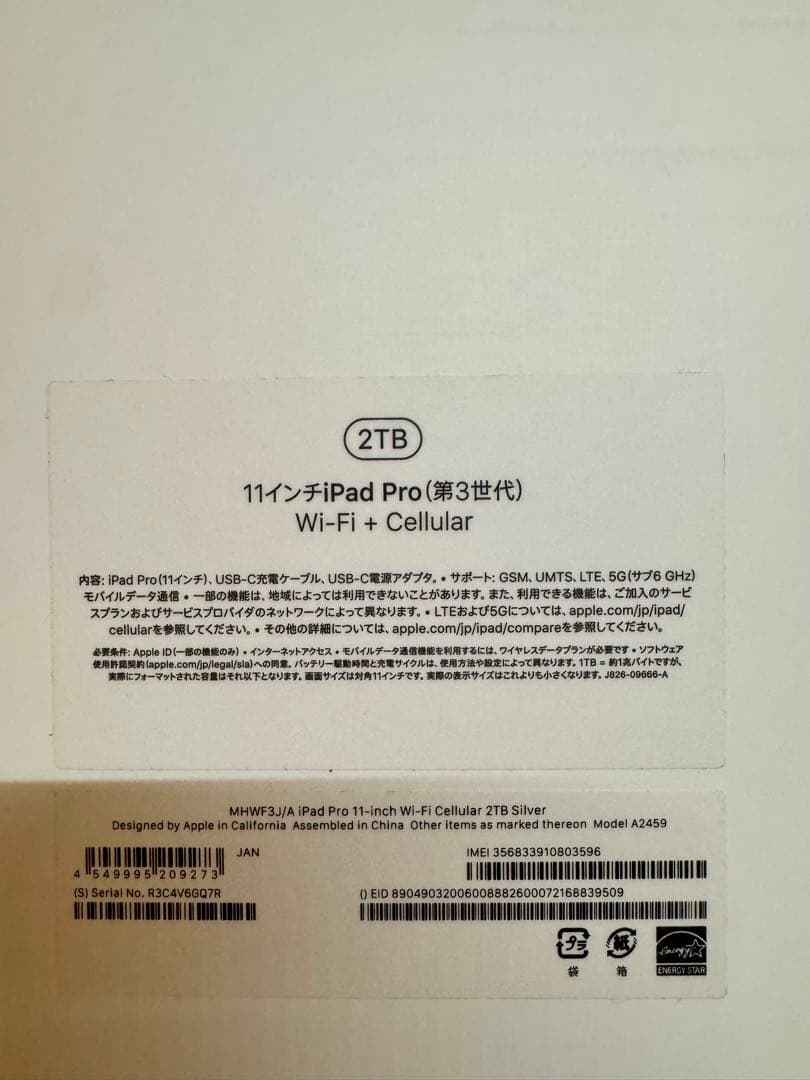 2TB
11インチiPad Pro(第3世代)
Wi-Fi + Cellular
内容: iPad Pro(11インチ)、USB-C充電ケーブル、USB-C電源アダプタ。• サポート: GSM、UMTS、LTE、5G(サブ6 GHz)
モバイルデータ通信 • 一部の機能は、地域によっては利用できないことがあります。また、利用できる機能は、ご加入のサービ
スプランおよびサービスプロバイダのネットワークによって異なります。• LTEおよび5Gについては、apple.com/jp/ipad/
cellularを参照してください。• その他の詳細については、apple.com/jp/ipad/compareを参照してください。
必要条件: Apple ID(一部の機能のみ) • インターネットアクセス • モバイルデータ通信機能を利用するには、ワイヤレスデータプランが必要です • ソフトウェア
使用許諾契約(apple.com/jp/legal/sla)への同意。バッテリー駆動時間と充電サイクルは、使用方法や設定によって異なります。1TB = 約1兆バイトですが、
実際にフォーマットされた容量はそれ以下となります。画面サイズは対角11インチです。実際の表示サイズはこれよりも小さくなります。J826-09666-A
MHWF3J/A iPad Pro 11-inch Wi-Fi Cellular 2TB Silver
Designed by Apple in California Assembled in China Other items as marked thereon Model A2459
JAN
4 549995 209273
IMEI 356833910803596
(S) Serial No. R3C4V6GQ7R
() EID 89049032006008882600072168839509
プラ
紙
energy
袋
箱
ENERGY STAR